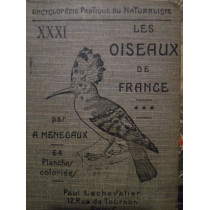 ENCYCLOPÉDIE PRATIQUE DU NATURALISTE
XXXI
LES
OISEAUX
DE
FRANCE
par
A. MENEGAUX
64
Planches
coloriées
Paul Lechevalier
12 Rue de Tournon